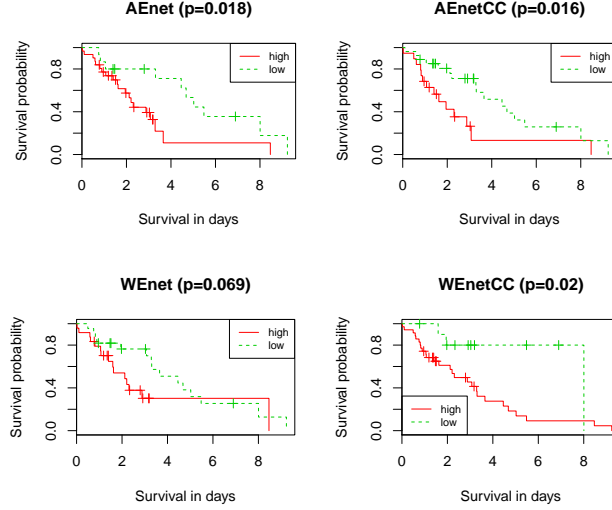 AEnet (p=0.018)
Survival probability
0.0 0.4 0.8
high
low
0 2 4 6 8
Survival in days
AEnetCC (p=0.016)
Survival probability
0.0 0.4 0.8
high
low
0 2 4 6 8
Survival in days
WEnet (p=0.069)
Survival probability
0.0 0.4 0.8
high
low
0 2 4 6 8
Survival in days
WEnetCC (p=0.02)
Survival probability
0.0 0.4 0.8
high
low
0 2 4 6 8
Survival in days